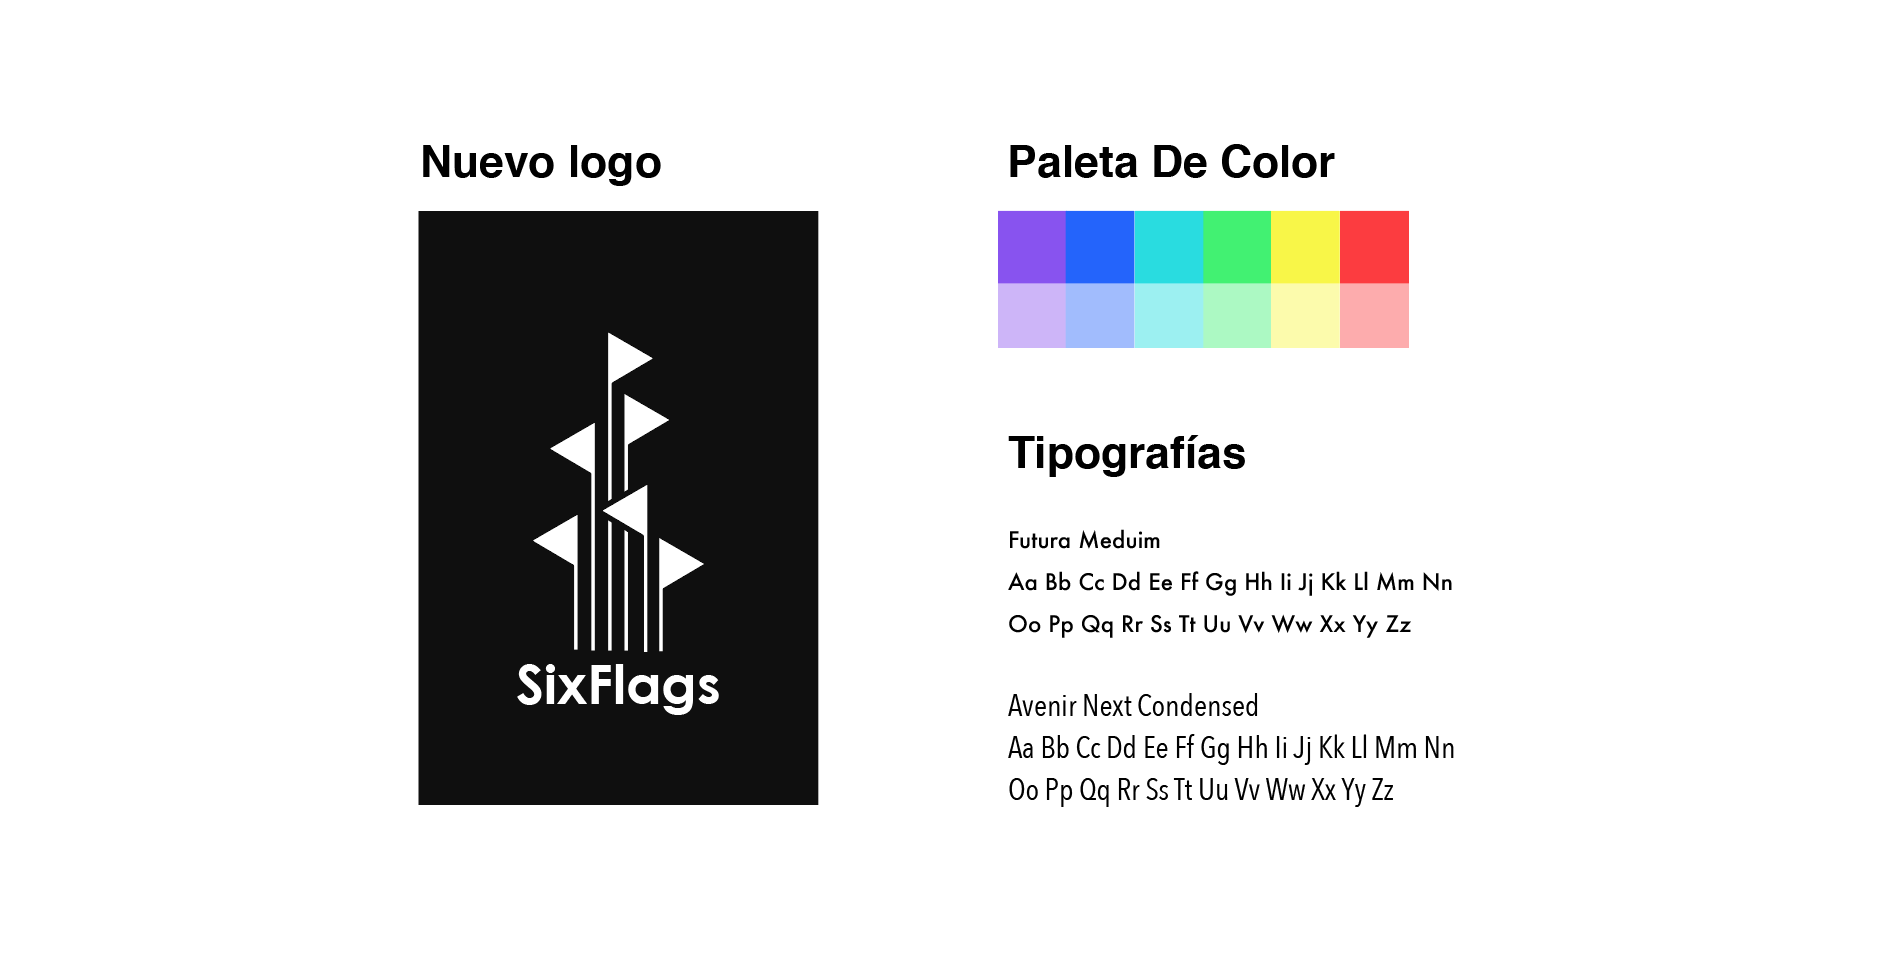 Nuevo logo
SixFlags
Paleta De Color
Tipografías
Futura Meduim
Aa Bb Cc Dd Ee Ff Gg Hh Ii Jj Kk Ll Mm Nn
Oo Pp Qq Rr Ss Tt Uu Vv Ww Xx Yy Zz
Avenir Next Condensed
Aa Bb Cc Dd Ee Ff Gg Hh Ii Jj Kk Ll Mm Nn
Oo Pp Qq Rr Ss Tt Uu Vv Ww Xx Yy Zz